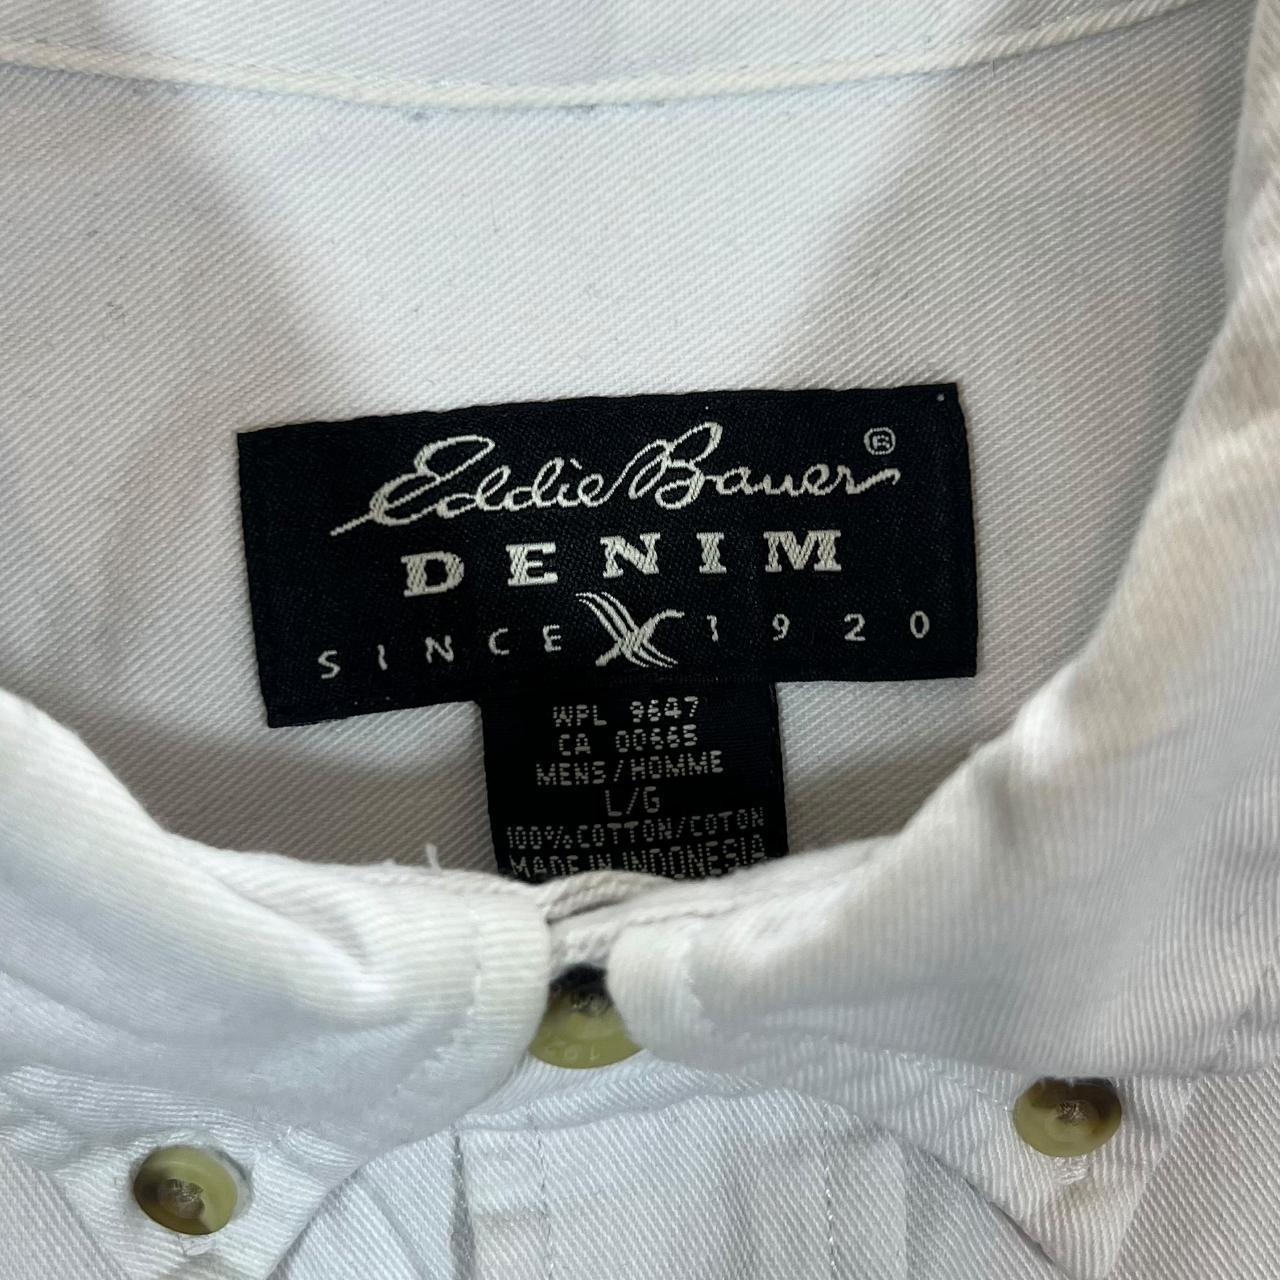 Eddie Bauer ®
DENIM
SINCE 1920
WPL 9647
CA 00665
MENS/HOMME
L/G
100% COTTON/COTON
MADE IN INDONESIA